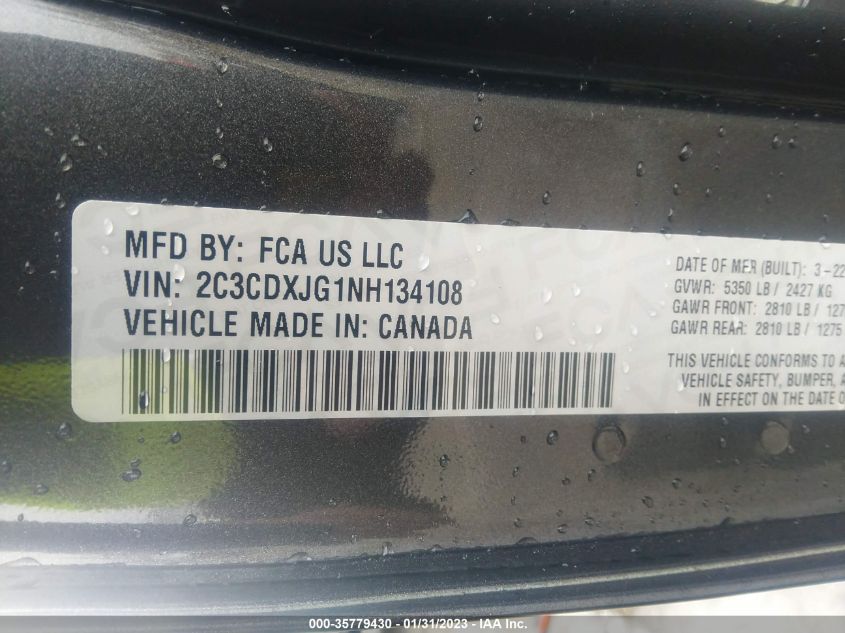 MFD BY: FCA US LLC
VIN: 2C3CDXJG1NH134108
VEHICLE MADE IN: CANADA
DATE OF MFR (BUILT): 3-22
GVWR: 5350 LB / 2427 KG
GAWR FRONT: 2810 LB / 127
GAWR REAR: 2810 LB / 1275
THIS VEHICLE CONFORMS TO A
VEHICLE SAFETY, BUMPER, A
IN EFFECT ON THE DATE O
000-35779430 - 01/31/2023 - IAA Inc.